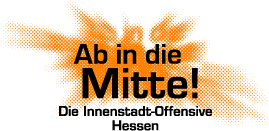 Ab in die
Mitte!
Die Innenstadt-Offensive
Hessen